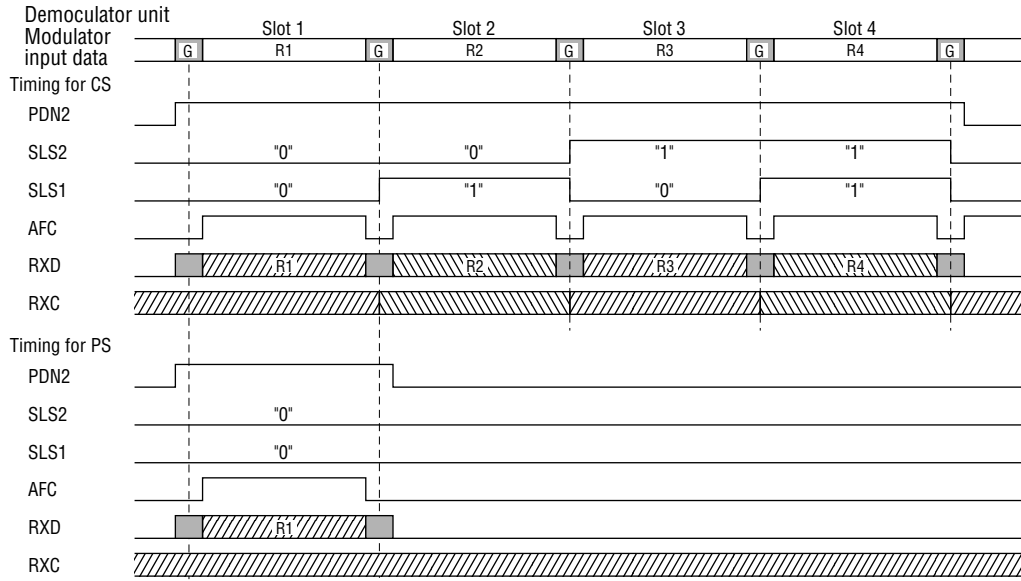 Democulator unit
Slot 1 Slot 2 Slot 3 Slot 4
Modulator
input data
G R1 G R2 G R3 G R4 G
Timing for CS
PDN2
SLS2 "0" "0" "1" "1"
SLS1 "0" "1" "0" "1"
AFC
RXD R1 R2 R3 R4
RXC
Timing for PS
PDN2
SLS2 "0"
SLS1 "0"
AFC
RXD R1
RXC